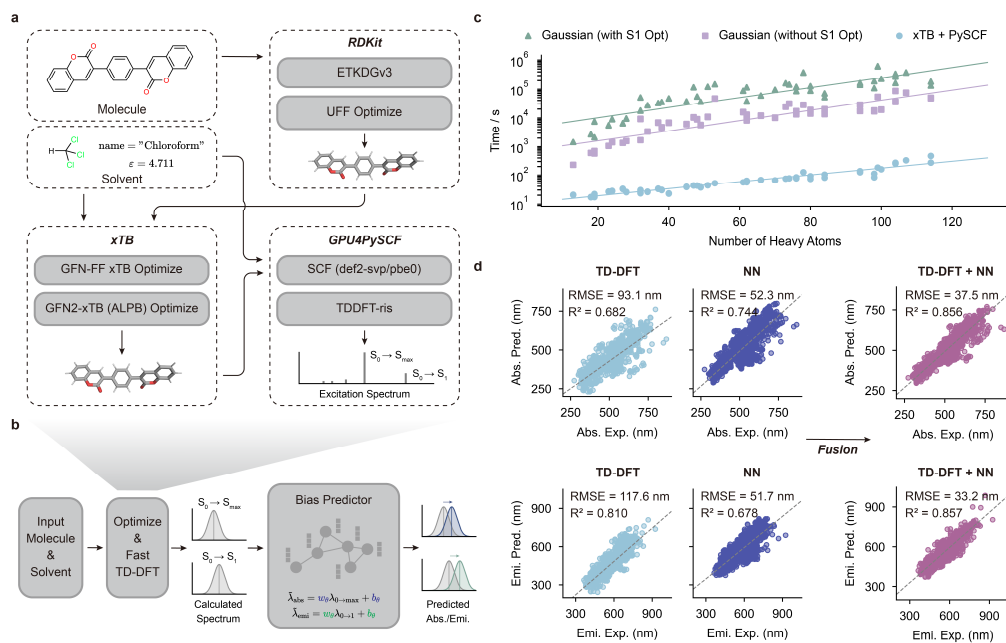 a
Molecule
name = "Chloroform"
ε = 4.711
H
Cl
Cl
Cl
Solvent
RDKit
ETKDGv3
UFF Optimize
xTB
GFN-FF xTB Optimize
GFN2-xTB (ALPB) Optimize
GPU4PySCF
SCF (def2-svp/pbe0)
TDDFT-ris
S₀ → Smax
S₀ → S₁
Excitation Spectrum
b
Input
Molecule
&
Solvent
Optimize
&
Fast
TD-DFT
S₀ → Smax
S₀ → S₁
Calculated
Spectrum
Bias Predictor
λ̃abs = wθλ0→max + bθ
λ̃emi = wθλ0→1 + bθ
Predicted
Abs./Emi.
c
Gaussian (with S1 Opt)
Gaussian (without S1 Opt)
xTB + PySCF
Time / s
10⁶
10⁵
10⁴
10³
10²
10¹
20 40 60 80 100 120
Number of Heavy Atoms
d
TD-DFT
RMSE = 93.1 nm
R² = 0.682
Abs. Pred. (nm)
750
500
250
250 500 750
Abs. Exp. (nm)
NN
RMSE = 52.3 nm
R² = 0.744
250 500 750
Abs. Exp. (nm)
TD-DFT + NN
RMSE = 37.5 nm
R² = 0.856
Abs. Pred. (nm)
750
500
250
250 500 750
Abs. Exp. (nm)
Fusion
TD-DFT
RMSE = 117.6 nm
R² = 0.810
Emi. Pred. (nm)
900
600
300
300 600 900
Emi. Exp. (nm)
NN
RMSE = 51.7 nm
R² = 0.678
300 600 900
Emi. Exp. (nm)
TD-DFT + NN
RMSE = 33.2 nm
R² = 0.857
Emi. Pred. (nm)
900
600
300
300 600 900
Emi. Exp. (nm)